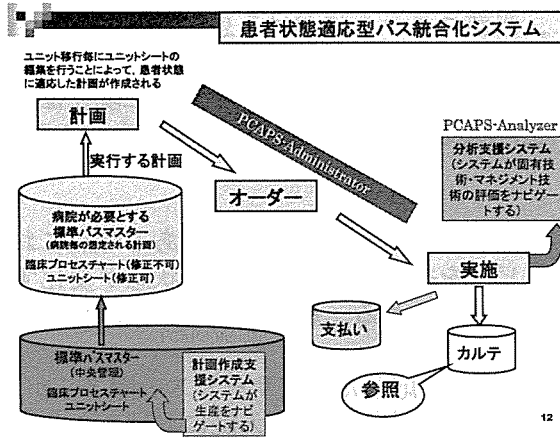 患者状態適応型パス統合化システム
ユニット移行毎にユニットシートの
編集を行うことによって、患者状態
に適応した計画が作成される
計画
実行する計画
PCAPS-Administrator
オーダー
PCAPS-Analyzer
分析支援システム
(システムが固有技
術・マネジメント技
術の評価をナビゲー
トする)
病院が必要とする
標準パスマスター
(病院毎の想定される計画)
臨床プロセスチャート(修正不可)
ユニットシート(修正可)
実施
支払い
カルテ
参照
標準パスマスター
(中央管理)
臨床プロセスチャート
ユニットシート
計画作成支
援システム
(システムが
生産をナビ
ゲートする)
12